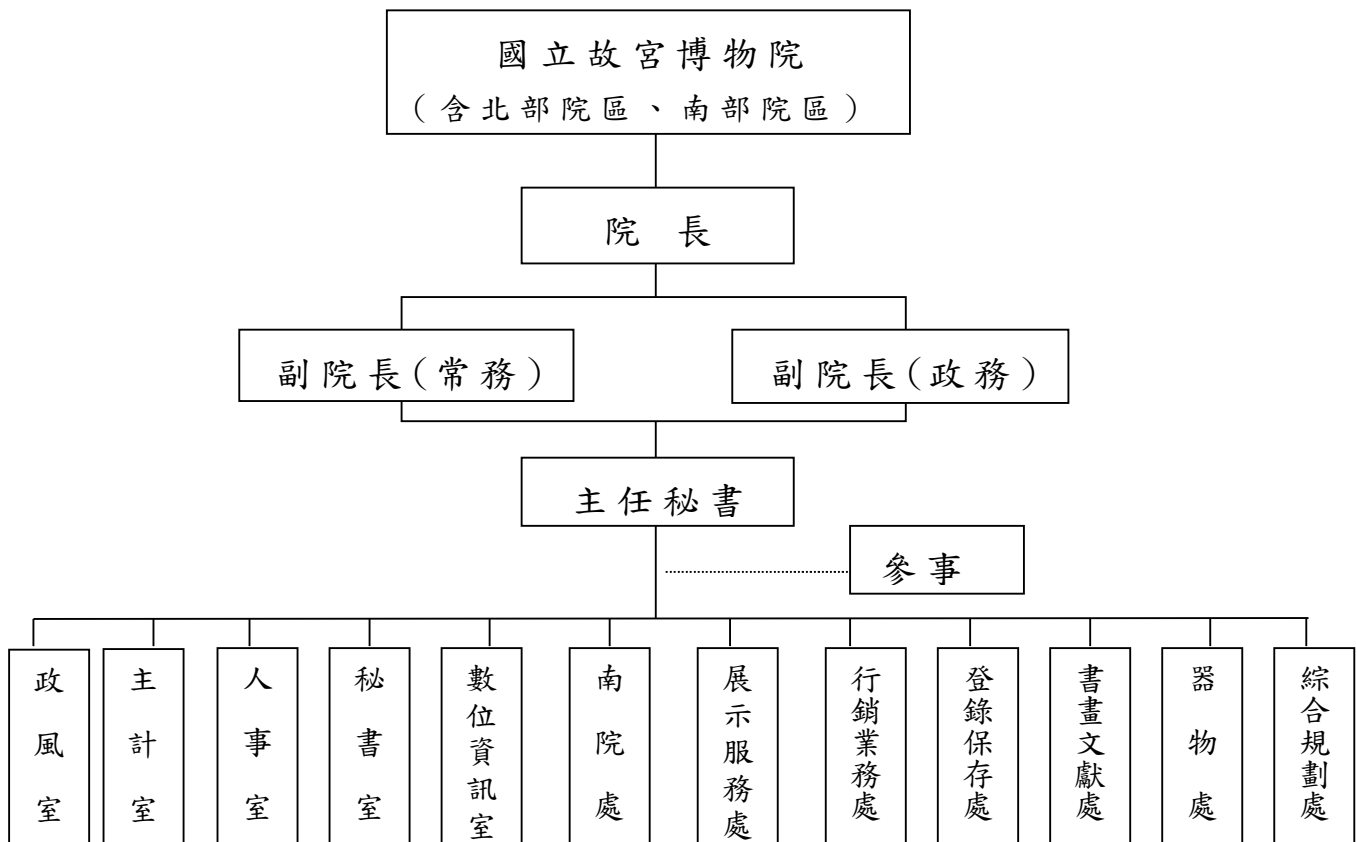 國立故宮博物院
（含北部院區、南部院區）
院長
副院長(常務)
副院長(政務)
主任秘書
參事
政風室
主計室
人事室
秘書室
數位資訊室
南院處
展示服務處
行銷業務處
登錄保存處
書畫文獻處
器物處
綜合規劃處